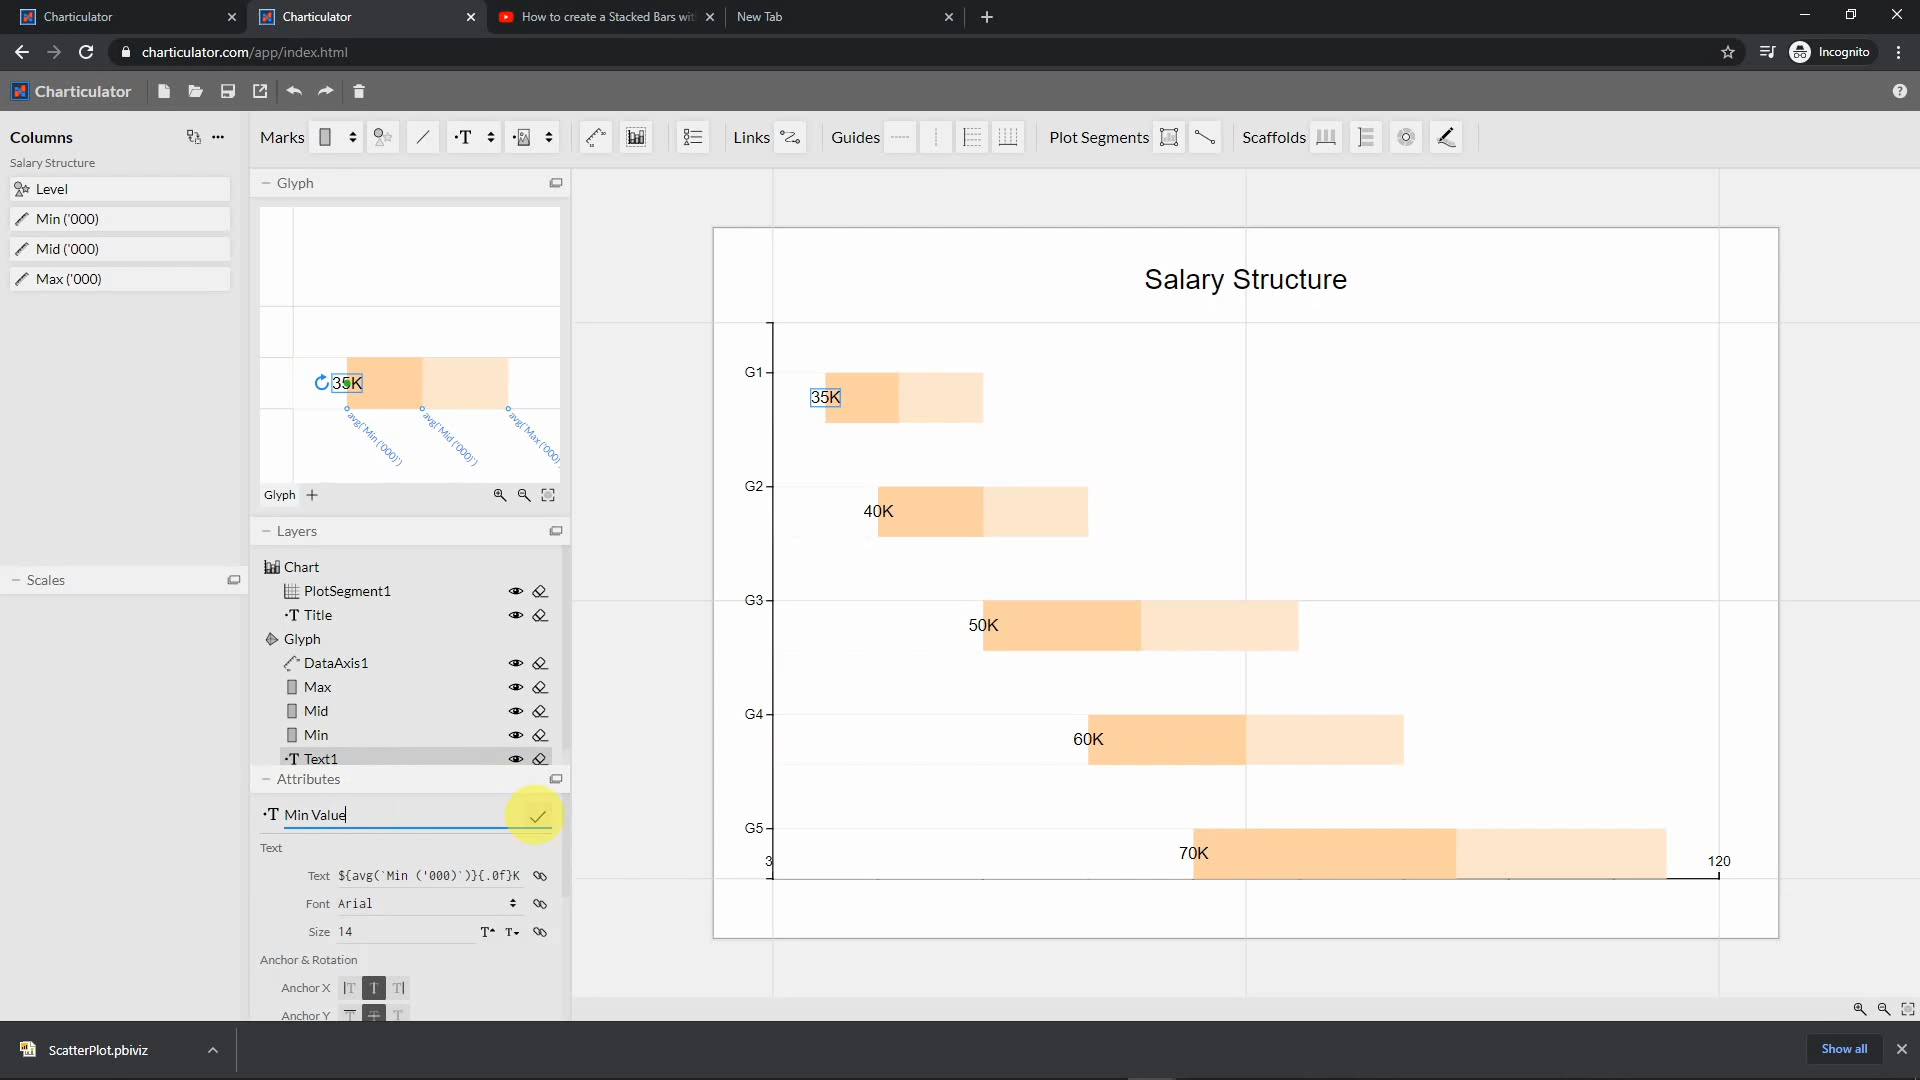 Charticulator
Charticulator
How to create a Stacked Bars wit
New Tab
charticulator.com/app/index.html
Incognito
Charticulator
Columns
Salary Structure
Level
Min ('000)
Mid ('000)
Max ('000)
Scales
Marks
Links
Guides
Plot Segments
Scaffolds
Glyph
35K
avg(`Min ('000)`)
avg(`Mid ('000)`)
avg(`Max ('000)
Glyph
Layers
Chart
PlotSegment1
Title
Glyph
DataAxis1
Max
Mid
Min
Text1
Attributes
Min Value
Text
Text ${avg(`Min ('000)`)}{.0f}K
Font Arial
Size 14
Anchor & Rotation
Anchor X
Anchor Y
Salary Structure
G1
35K
G2
40K
G3
50K
G4
60K
G5
70K
3
120
ScatterPlot.pbiviz
Show all